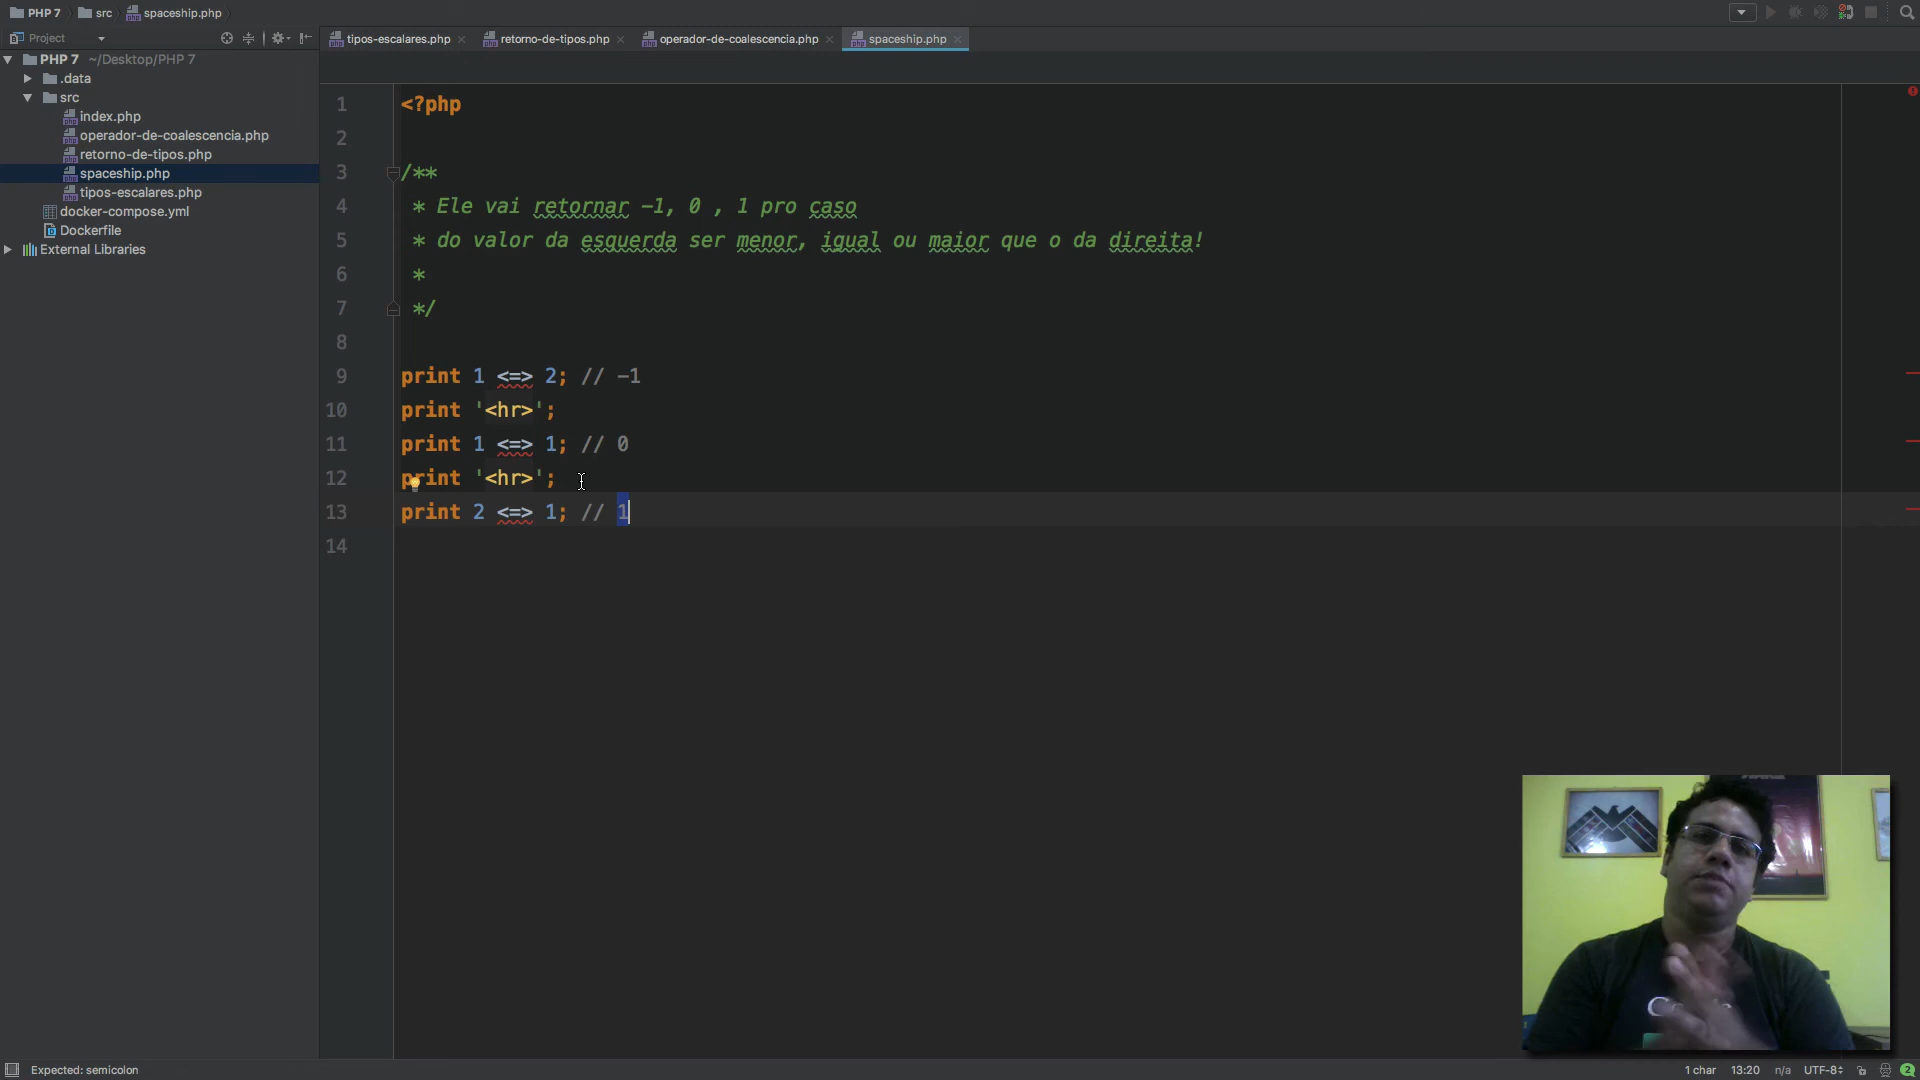 PHP 7 src spaceship.php
Project
tipos-escalares.php retorno-de-tipos.php operador-de-coalescencia.php spaceship.php
PHP 7 ~/Desktop/PHP 7
.data
src
index.php
operador-de-coalescencia.php
retorno-de-tipos.php
spaceship.php
tipos-escalares.php
docker-compose.yml
Dockerfile
External Libraries
1 <?php
2
3 /**
4 * Ele vai retornar -1, 0 , 1 pro caso
5 * do valor da esquerda ser menor, igual ou maior que o da direita!
6 *
7 */
8
9 print 1 <=> 2; // -1
10 print '<hr>';
11 print 1 <=> 1; // 0
12 print '<hr>';
13 print 2 <=> 1; // 1
14
Expected: semicolon 1 char 13:20 n/a UTF-8 2